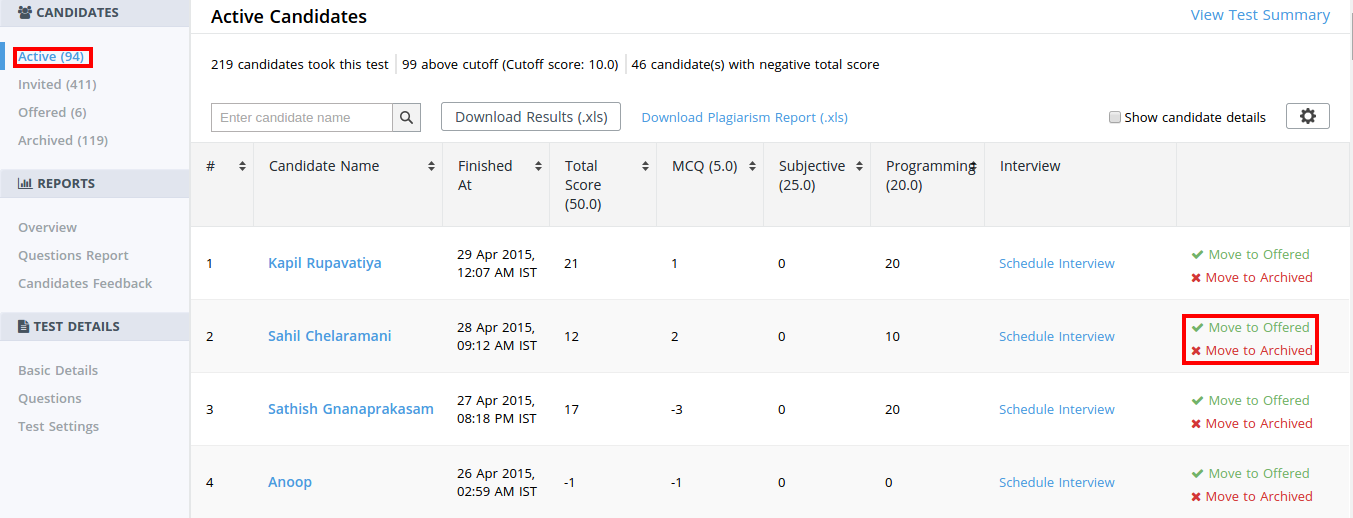 CANDIDATES
Active (94)
Invited (411)
Offered (6)
Archived (119)
REPORTS
Overview
Questions Report
Candidates Feedback
TEST DETAILS
Basic Details
Questions
Test Settings
Active Candidates
View Test Summary
219 candidates took this test
99 above cutoff (Cutoff score: 10.0)
46 candidate(s) with negative total score
Enter candidate name
Download Results (.xls)
Download Plagiarism Report (.xls)
Show candidate details
#
Candidate Name
Finished
At
Total
Score
(50.0)
MCQ (5.0)
Subjective
(25.0)
Programming
(20.0)
Interview
1
Kapil Rupavatiya
29 Apr 2015,
12:07 AM IST
21
1
0
20
Schedule Interview
Move to Offered
Move to Archived
2
Sahil Chelaramani
28 Apr 2015,
09:12 AM IST
12
2
0
10
Schedule Interview
Move to Offered
Move to Archived
3
Sathish Gnanaprakasam
27 Apr 2015,
08:18 PM IST
17
-3
0
20
Schedule Interview
Move to Offered
Move to Archived
4
Anoop
26 Apr 2015,
02:59 AM IST
-1
-1
0
0
Schedule Interview
Move to Offered
Move to Archived